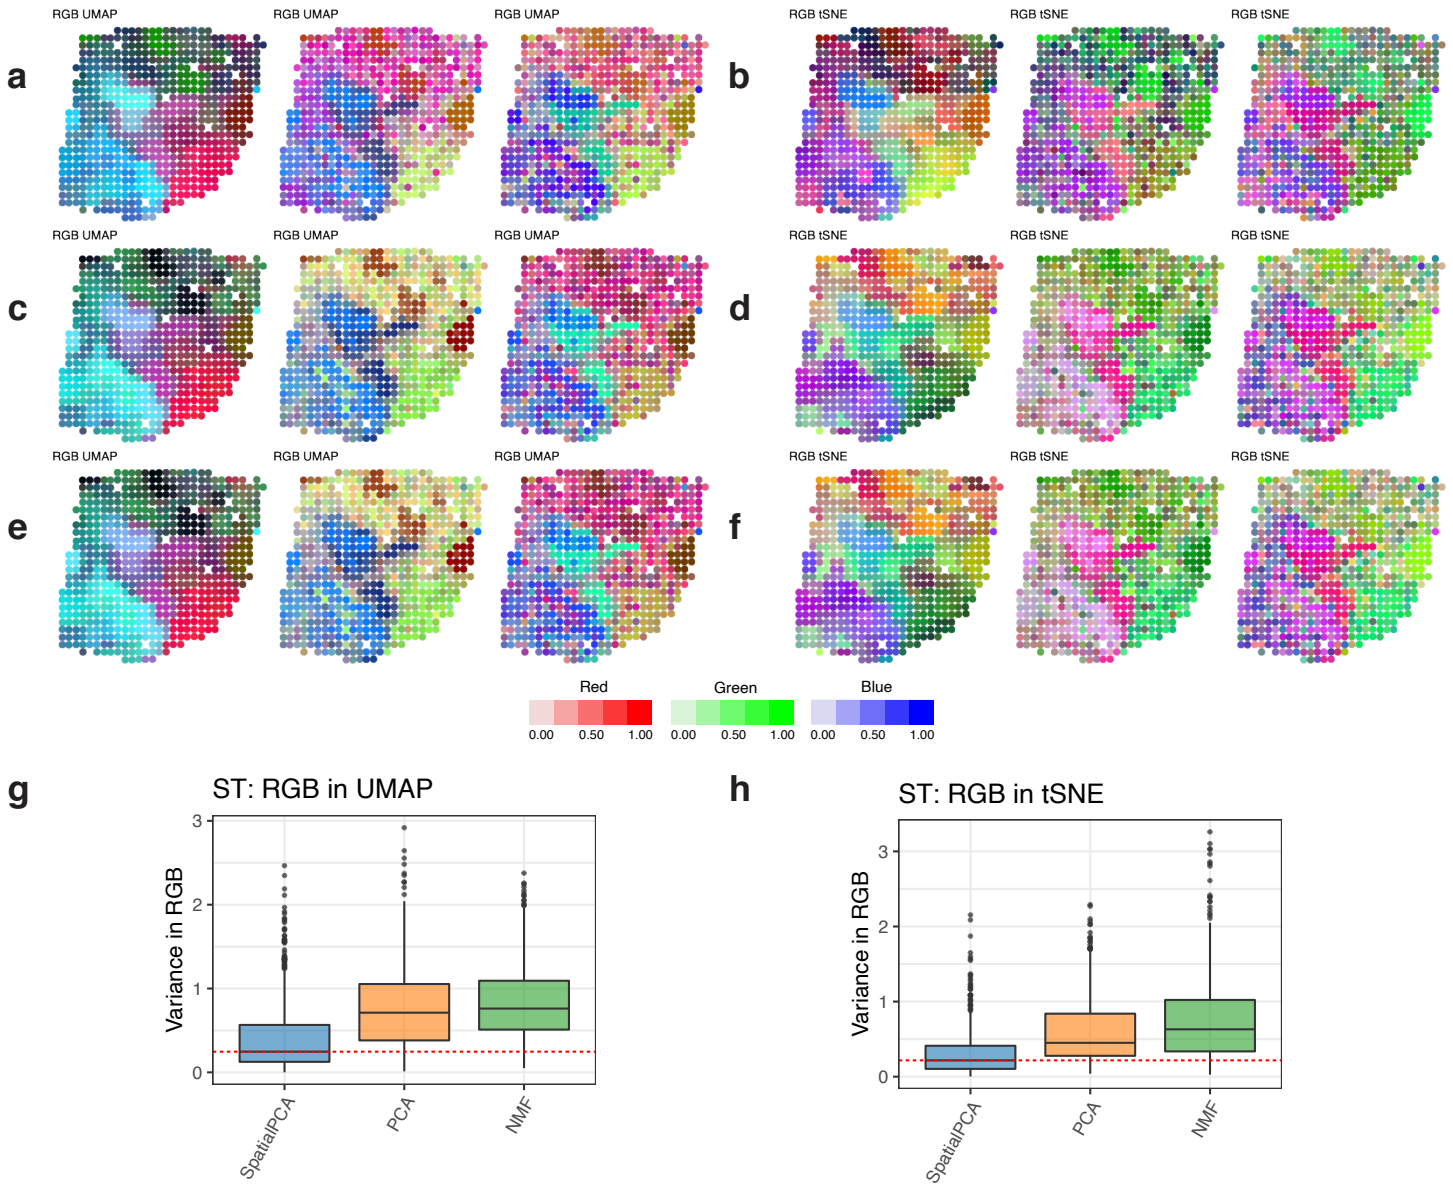 RGB UMAP RGB UMAP RGB UMAP RGB tSNE RGB tSNE RGB tSNE
a b
RGB UMAP RGB UMAP RGB UMAP RGB tSNE RGB tSNE RGB tSNE
c d
RGB UMAP RGB UMAP RGB UMAP RGB tSNE RGB tSNE RGB tSNE
e f
Red Green Blue
0.00 0.50 1.00 0.00 0.50 1.00 0.00 0.50 1.00
g
ST: RGB in UMAP
Variance in RGB
3
2
1
0
SpatialPCA PCA NMF
h
ST: RGB in tSNE
Variance in RGB
3
2
1
0
SpatialPCA PCA NMF